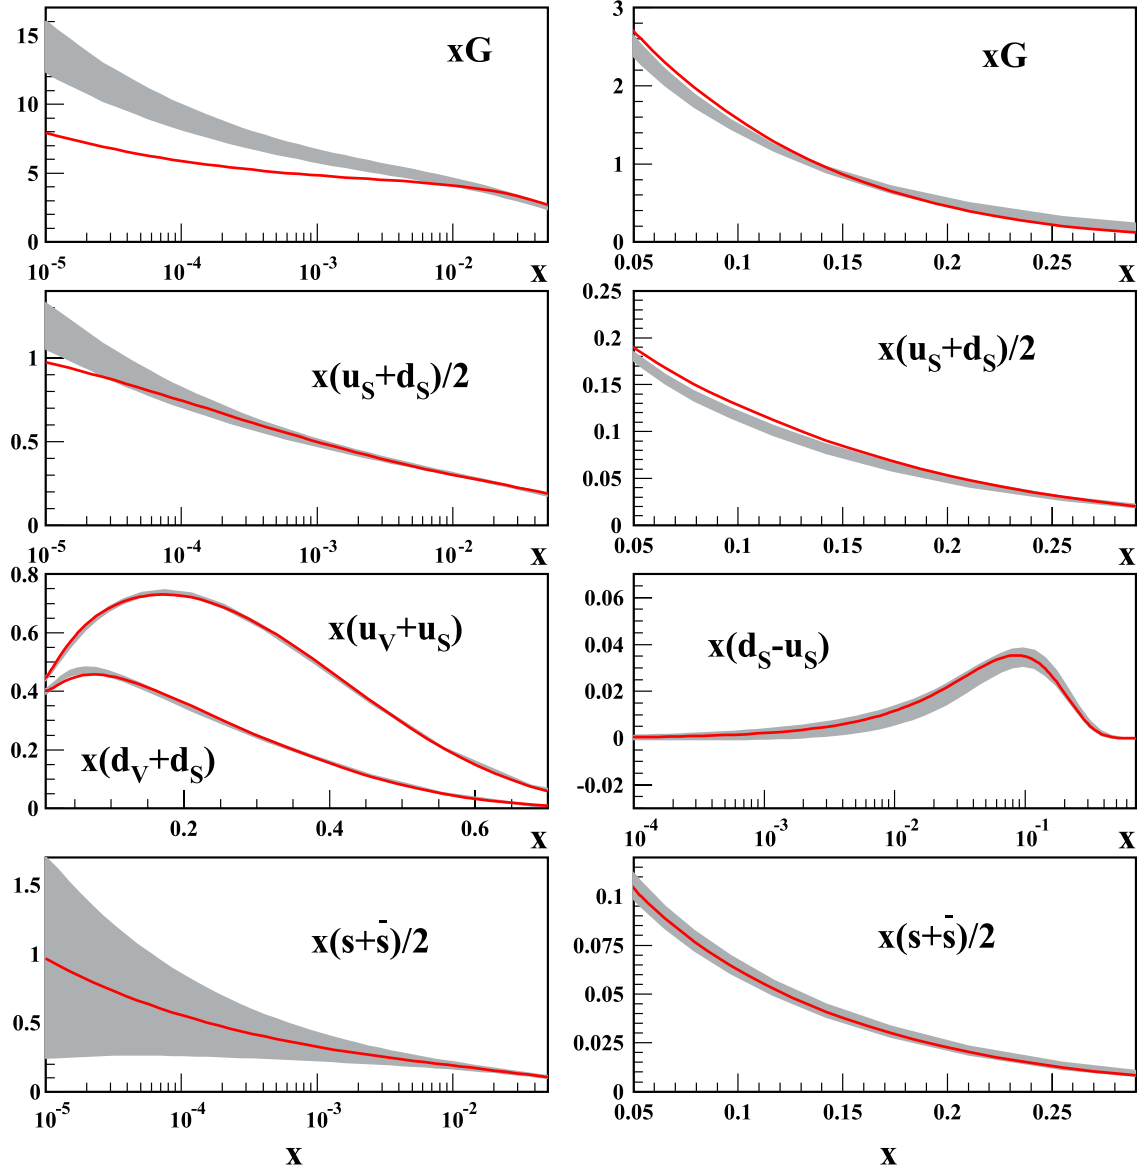 xG
15
10
5
0
10⁻⁵ 10⁻⁴ 10⁻³ 10⁻² x
xG
3
2
1
0
0.05 0.1 0.15 0.2 0.25 x
x(u_S+d_S)/2
1
0.5
0
10⁻⁵ 10⁻⁴ 10⁻³ 10⁻² x
x(u_S+d_S)/2
0.25
0.2
0.15
0.1
0.05
0
0.05 0.1 0.15 0.2 0.25 x
0.8
0.6
0.4
0.2
0
x(u_V+u_S)
x(d_V+d_S)
0.2 0.4 0.6 x
x(d_S-u_S)
0.06
0.04
0.02
0
-0.02
10⁻⁴ 10⁻³ 10⁻² 10⁻¹ x
x(s+s̄)/2
1.5
1
0.5
0
10⁻⁵ 10⁻⁴ 10⁻³ 10⁻²
x
x(s+s̄)/2
0.1
0.075
0.05
0.025
0
0.05 0.1 0.15 0.2 0.25
x